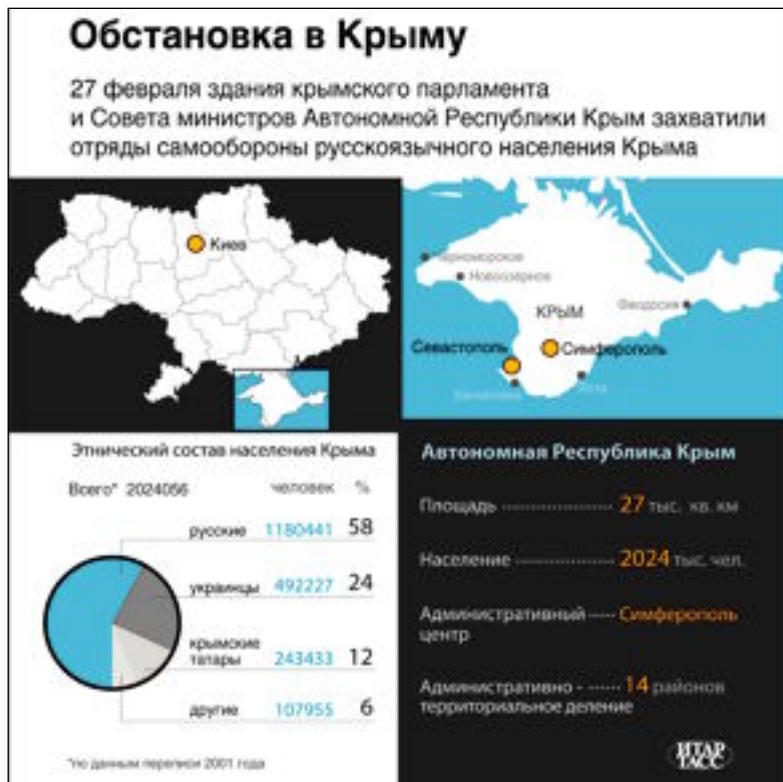 Обстановка в Крыму
27 февраля здания крымского парламента
и Совета министров Автономной Республики Крым захватили
отряды самообороны русскоязычного населения Крыма
Киев
Черноморское
Новоозёрное
Феодосия
КРЫМ
Севастополь
Симферополь
Ялта
Этнический состав населения Крыма
Всего* 2024056 человек %
русские 1180441 58
украинцы 492227 24
крымские
татары 243433 12
другие 107955 6
*по данным переписи 2001 года
Автономная Республика Крым
Площадь 27 тыс. кв. км
Население 2024 тыс. чел.
Административный Симферополь
центр
Административно - 14 районов
территориальное деление
ИТАР
ТАСС